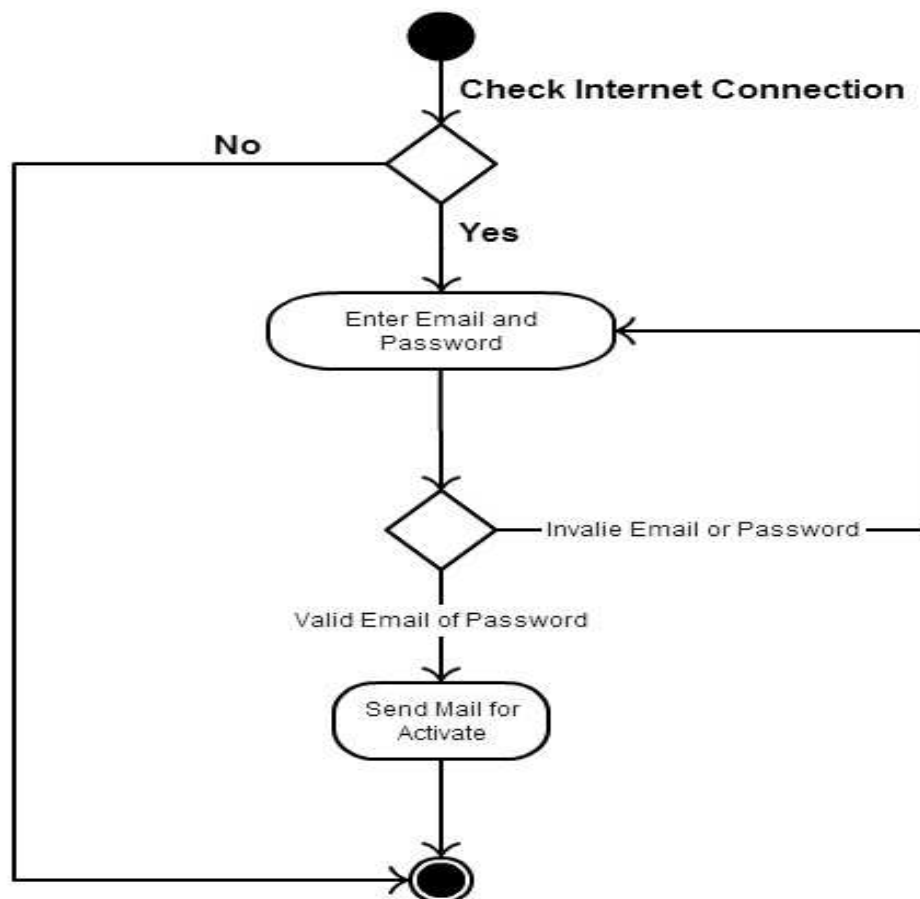 Check Internet Connection
No
Yes
Enter Email and
Password
Invalie Email or Password
Valid Email of Password
Send Mail for
Activate